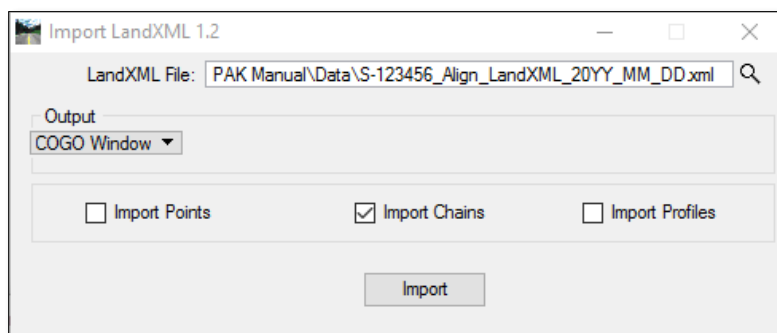 Import LandXML 1.2
LandXML File: PAK Manual\Data\S-123456_Align_LandXML_20YY_MM_DD.xml
Output
COGO Window
Import Points Import Chains Import Profiles
Import